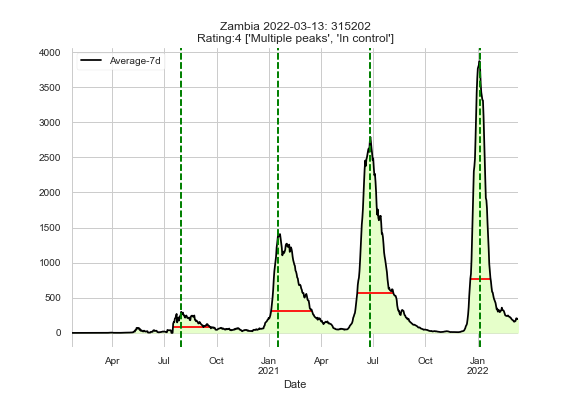 Zambia 2022-03-13: 315202
Rating:4 ['Multiple peaks', 'In control']
4000
3500
3000
2500
2000
1500
1000
500
0
Average-7d
Apr
Jul
Oct
Jan
2021
Apr
Jul
Oct
Jan
2022
Date